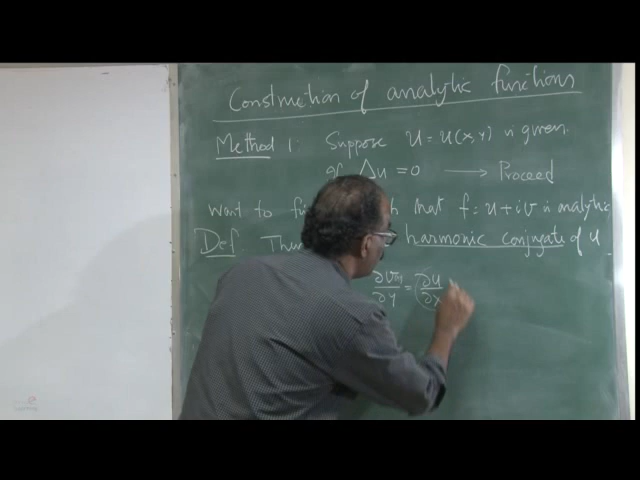 Construction of analytic functions
Method 1: Suppose u = u(x,y) is given.
If Δu = 0 → Proceed
Want to that f = u + iv is analytic
Def. The harmonic conjugate of u
∂v/∂y = ∂u/∂x